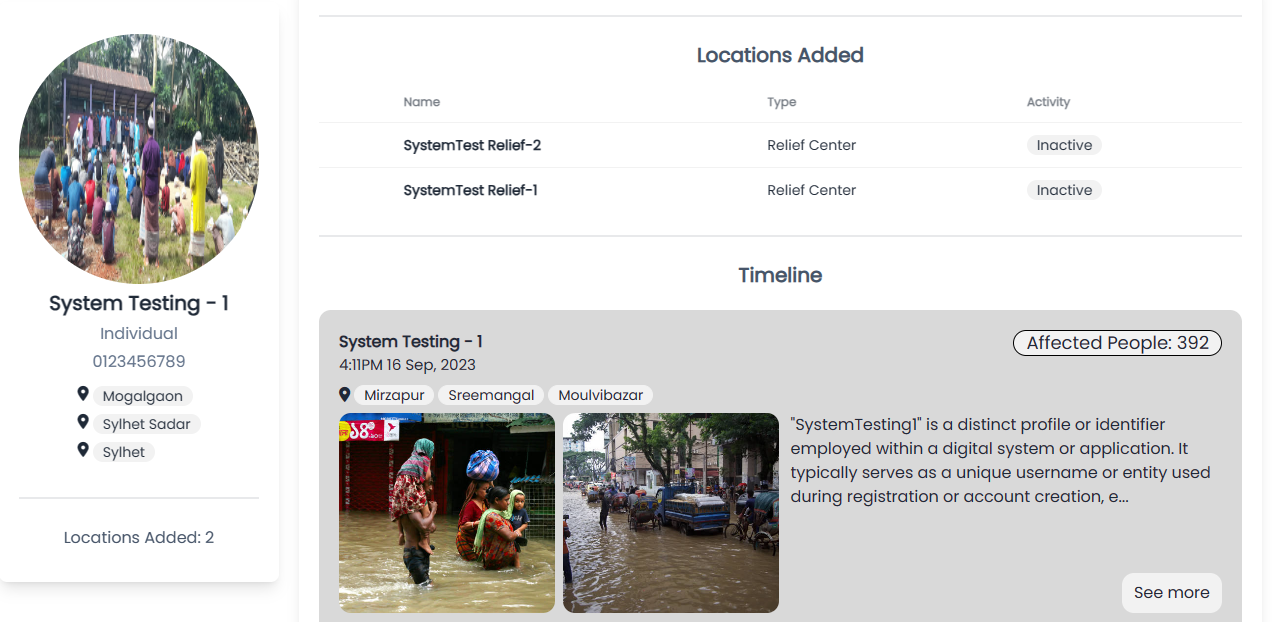 System Testing - 1
Individual
0123456789
Mogalgaon
Sylhet Sadar
Sylhet
Locations Added: 2
Locations Added
Name Type Activity
SystemTest Relief-2 Relief Center Inactive
SystemTest Relief-1 Relief Center Inactive
Timeline
System Testing - 1
Affected People: 392
4:11PM 16 Sep, 2023
Mirzapur Sreemangal Moulvibazar
১৪
"SystemTesting1" is a distinct profile or identifier
employed within a digital system or application. It
typically serves as a unique username or entity used
during registration or account creation, e...
See more